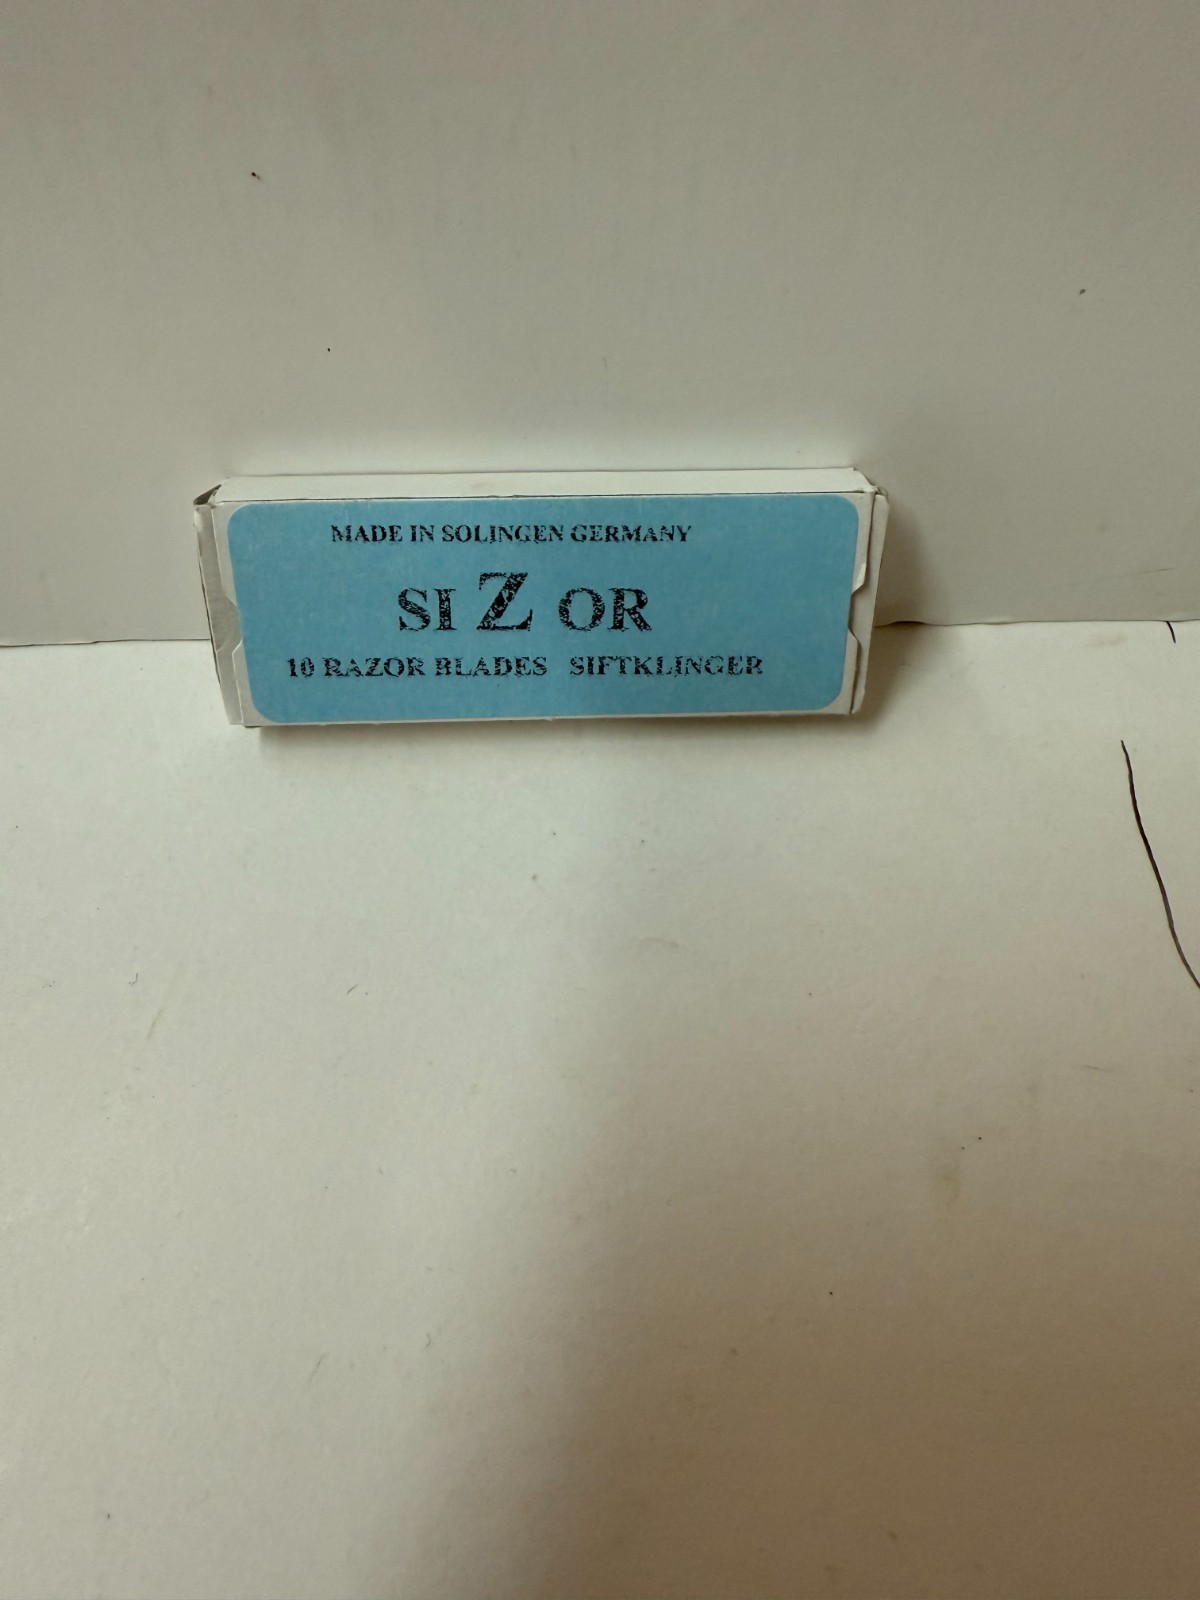 MADE IN SOLINGEN GERMANY
SI Z OR
10 RAZOR BLADES SIFTKLINGER